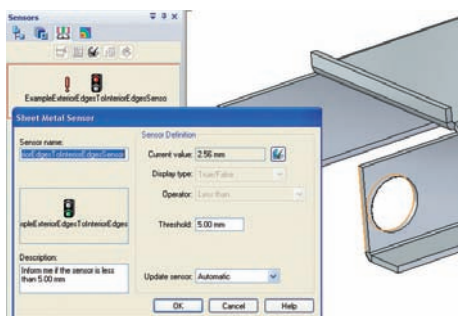 Sensors
ExampleExteriorEdgesToInteriorEdgesSenso
Sheet Metal Sensor
Sensor name:
riorEdgesToInteriorEdgesSensor
Sensor Definition
Current value: 2.56 mm
Display type: True/False
Operator: Less than
mpleExteriorEdgesToInteriorEdges
Threshold: 5.00 mm
Description:
Inform me if the sensor is less
than 5.00 mm
Update sensor: Automatic
OK Cancel Help